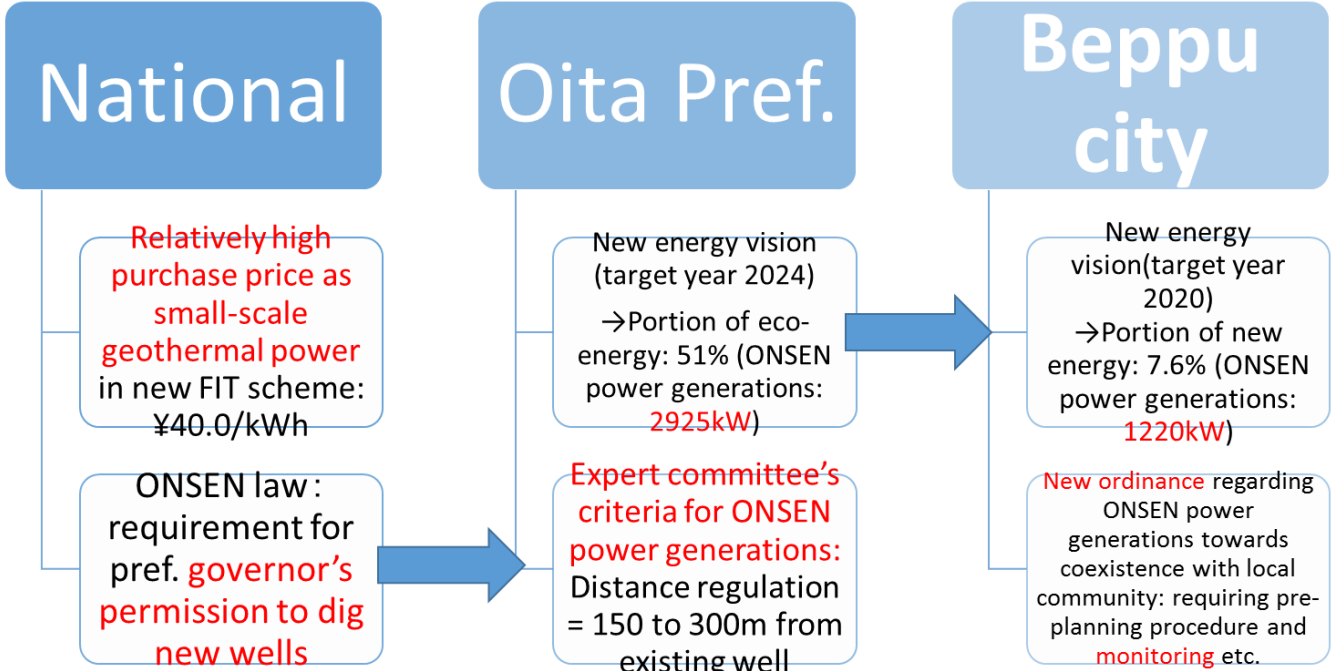 National
Relatively high
purchase price as
small-scale
geothermal power
in new FIT scheme:
¥40.0/kWh
ONSEN law :
requirement for
pref. governor's
permission to dig
new wells
Oita Pref.
New energy vision
(target year 2024)
→Portion of eco-
energy: 51% (ONSEN
power generations:
2925kW)
Expert committee's
criteria for ONSEN
power generations:
Distance regulation
= 150 to 300m from
existing well
Beppu
city
New energy
vision(target year
2020)
→Portion of new
energy: 7.6% (ONSEN
power generations:
1220kW)
New ordinance regarding
ONSEN power
generations towards
coexistence with local
community: requiring pre-
planning procedure and
monitoring etc.